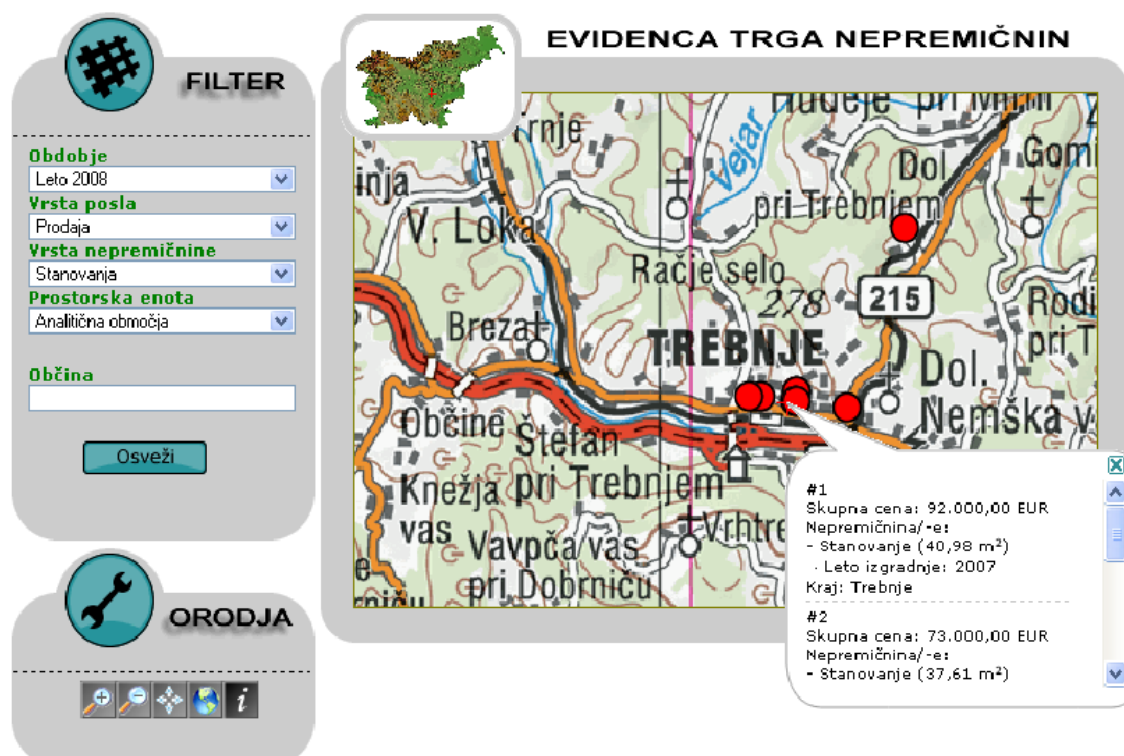 EVIDENCA TRGA NEPREMIČNIN
FILTER
Obdobje
Leto 2008
Vrsta posla
Prodaja
Vrsta nepremičnine
Stanovanja
Prostorska enota
Analitična območja
Občina
Osveži
ORODJA
i
Vejar
Dol.
pri Trebnjem
V. Loka
Račje selo
278
215
Breza
TREBNJE
Dol.
Nemška v
Občine
Štefan
pri Trebnjem
Knežja
vas
Vavpča vas
pri Dobrniču
Vrhtre
Rodi
pri T
Gomi
#1
Skupna cena: 92.000,00 EUR
Nepremičnina/-e:
- Stanovanje (40,98 m²)
- Leto izgradnje: 2007
Kraj: Trebnje
#2
Skupna cena: 73.000,00 EUR
Nepremičnina/-e:
- Stanovanje (37,61 m²)